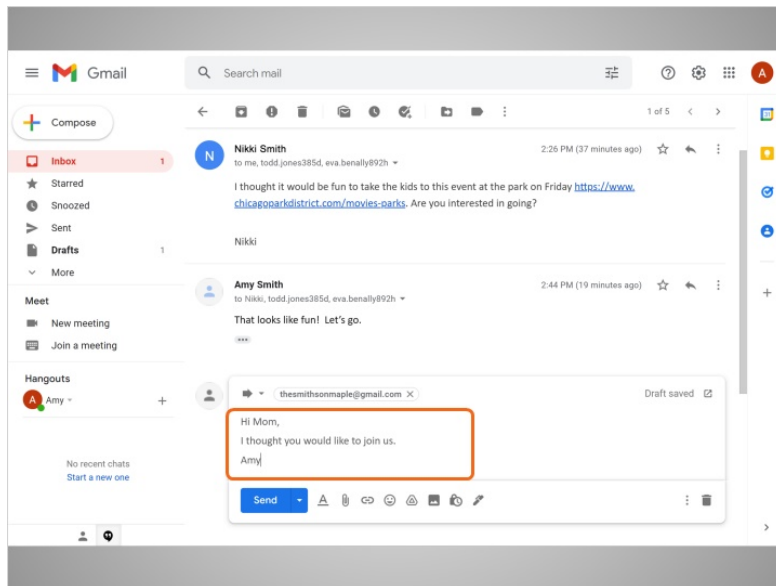 Gmail
Search mail
A
Compose
1 of 5
Inbox 1
Starred
Snoozed
Sent
Drafts 1
More
Meet
New meeting
Join a meeting
Hangouts
A Amy
No recent chats
Start a new one
N
Nikki Smith 2:26 PM (37 minutes ago)
to me, todd.jones385d, eva.benally892h
I thought it would be fun to take the kids to this event at the park on Friday https://www.
chicagoparkdistrict.com/movies-parks. Are you interested in going?
Nikki
Amy Smith 2:44 PM (19 minutes ago)
to Nikki, todd.jones385d, eva.benally892h
That looks like fun! Let's go.
thesmithsonmaple@gmail.com Draft saved
Hi Mom,
I thought you would like to join us.
Amy
Send